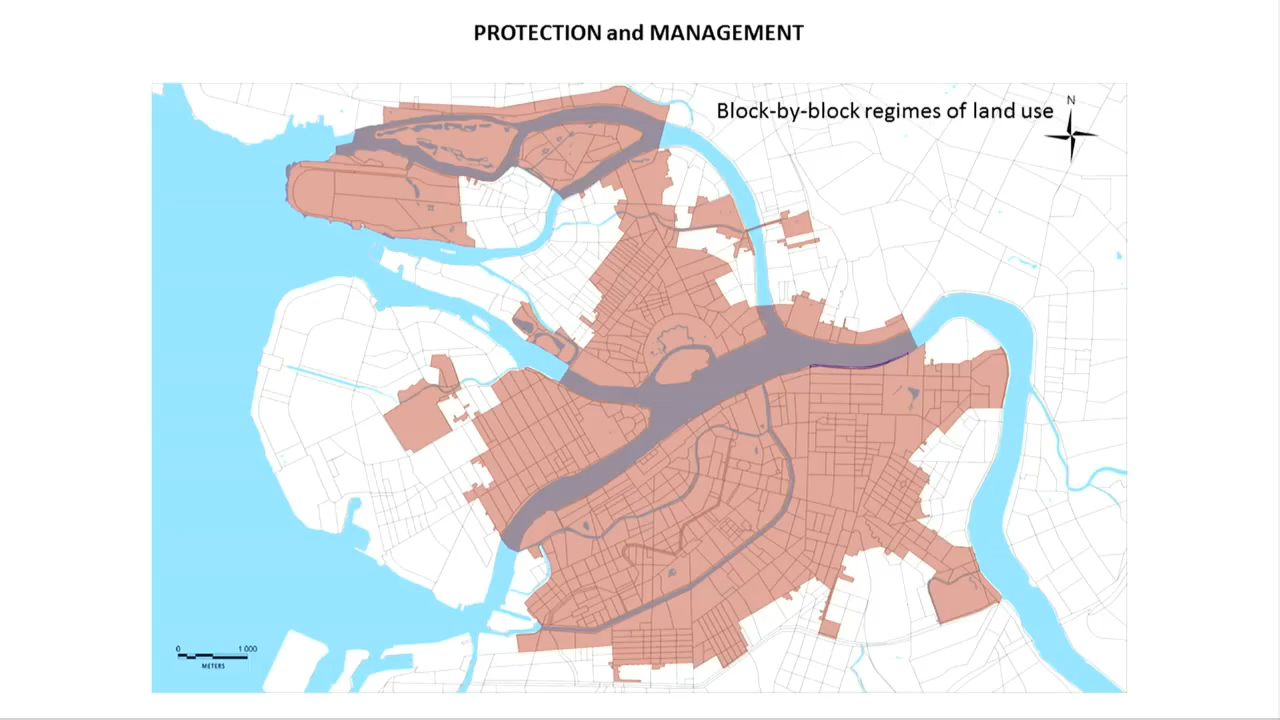 PROTECTION and MANAGEMENT
Block-by-block regimes of land use
N
0 1 000
METERS